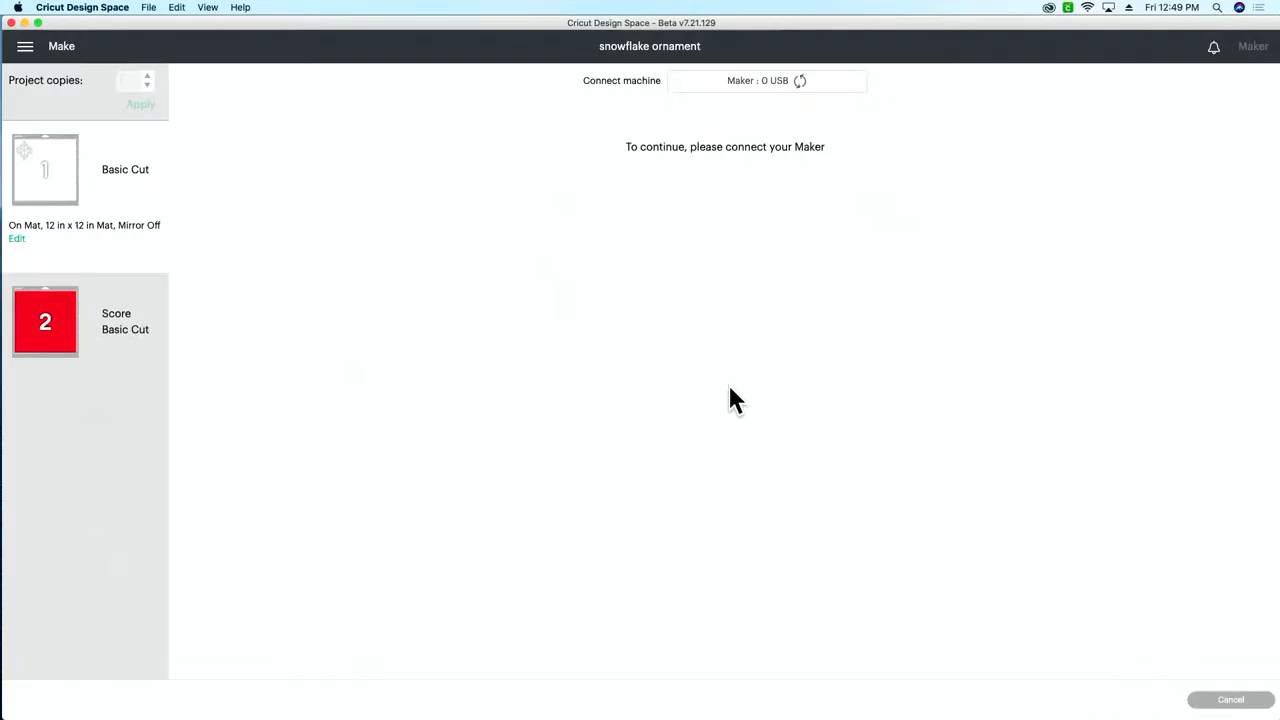 Cricut Design Space File Edit View Help Fri 12:49 PM
Cricut Design Space - Beta v7.21.129
Make snowflake ornament Maker
Project copies:
Apply
Connect machine Maker : 0 USB
To continue, please connect your Maker
1 Basic Cut
On Mat, 12 in x 12 in Mat, Mirror Off
Edit
2
Score
Basic Cut
Cancel